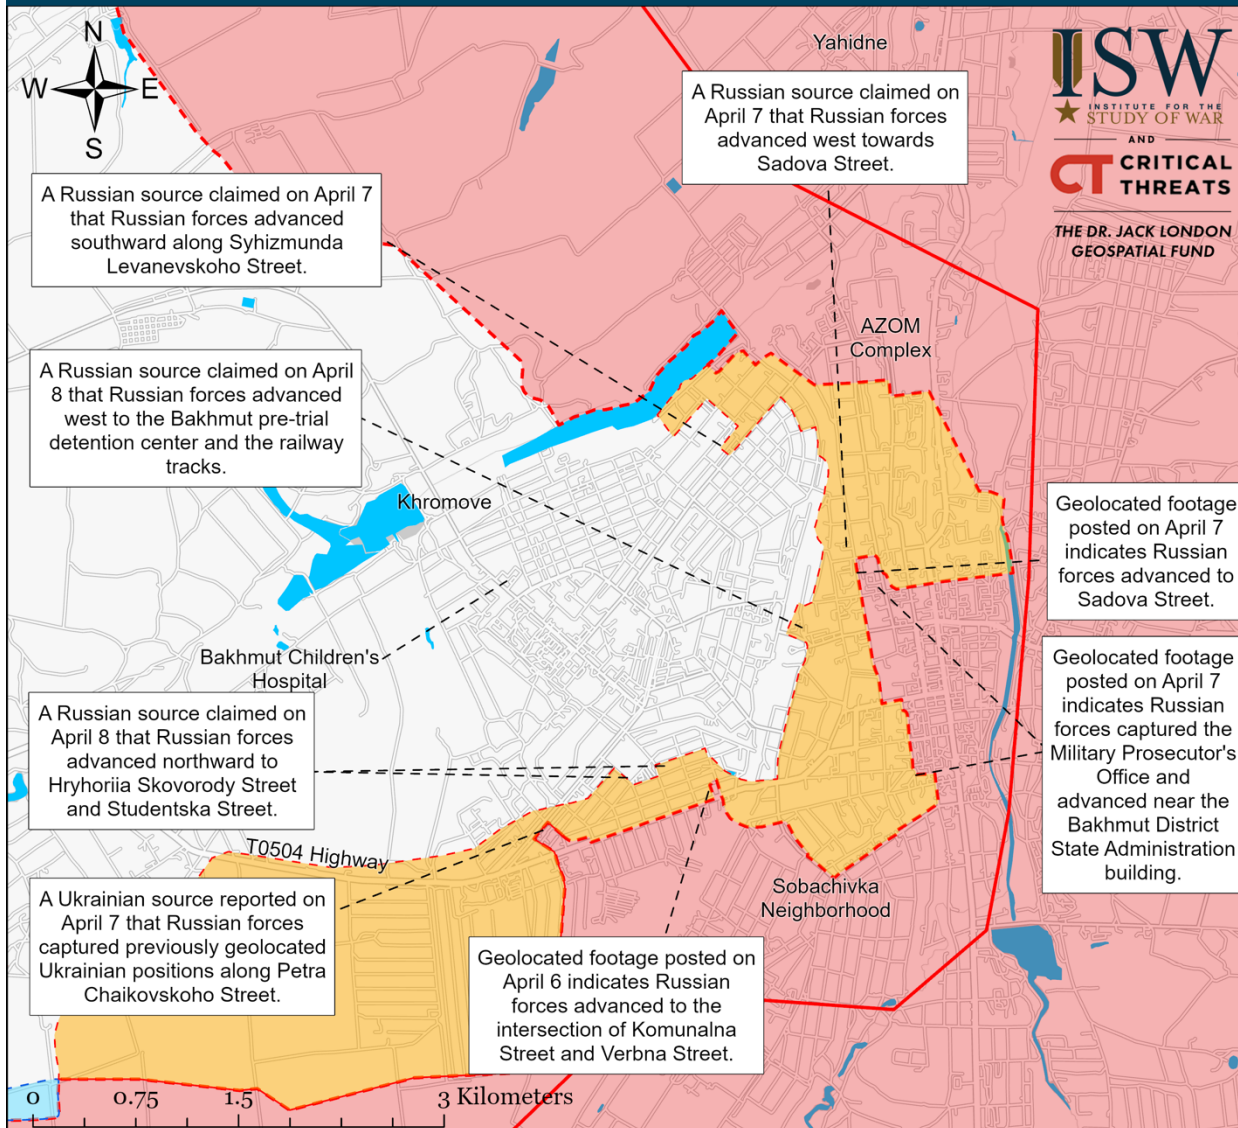 N
W
E
S
Yahidne
ISW
INSTITUTE FOR THE
STUDY OF WAR
AND
CT CRITICAL
THREATS
THE DR. JACK LONDON
GEOSPATIAL FUND
A Russian source claimed on
April 7 that Russian forces
advanced west towards
Sadova Street.
A Russian source claimed on April 7
that Russian forces advanced
southward along Syhizmunda
Levanevskoho Street.
AZOM
Complex
A Russian source claimed on April
8 that Russian forces advanced
west to the Bakhmut pre-trial
detention center and the railway
tracks.
Khromove
Geolocated footage
posted on April 7
indicates Russian
forces advanced to
Sadova Street.
Bakhmut Children's
Hospital
Geolocated footage
posted on April 7
indicates Russian
forces captured the
Military Prosecutor's
Office and
advanced near the
Bakhmut District
State Administration
building.
A Russian source claimed on
April 8 that Russian forces
advanced northward to
Hryhoriia Skovorody Street
and Studentska Street.
T0504 Highway
Sobachivka
Neighborhood
A Ukrainian source reported on
April 7 that Russian forces
captured previously geolocated
Ukrainian positions along Petra
Chaikovskoho Street.
Geolocated footage posted on
April 6 indicates Russian
forces advanced to the
intersection of Komunalna
Street and Verbna Street.
0 0.75 1.5 3 Kilometers